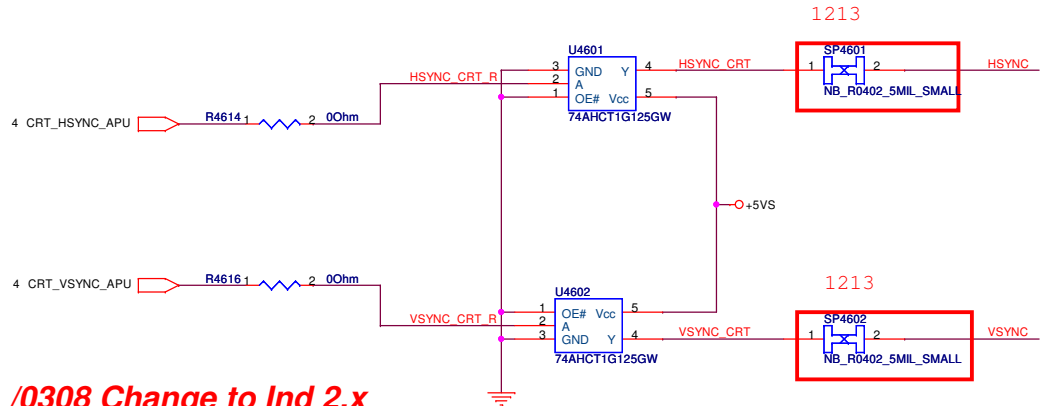 1213
U4601
SP4601
HSYNC_CRT_R
3 GND Y 4
HSYNC_CRT
1 2
HSYNC
2 A
1 OE# Vcc 5
NB_R0402_5MIL_SMALL
74AHCT1G125GW
4 CRT_HSYNC_APU
R4614 1 2 0Ohm
+5VS
4 CRT_VSYNC_APU
R4616 1 2 0Ohm
1213
U4602
SP4602
1 OE# Vcc 5
VSYNC_CRT_R
2 A
VSYNC_CRT
1 2
VSYNC
3 GND Y 4
NB_R0402_5MIL_SMALL
74AHCT1G125GW
/0308 Change to Ind 2.x